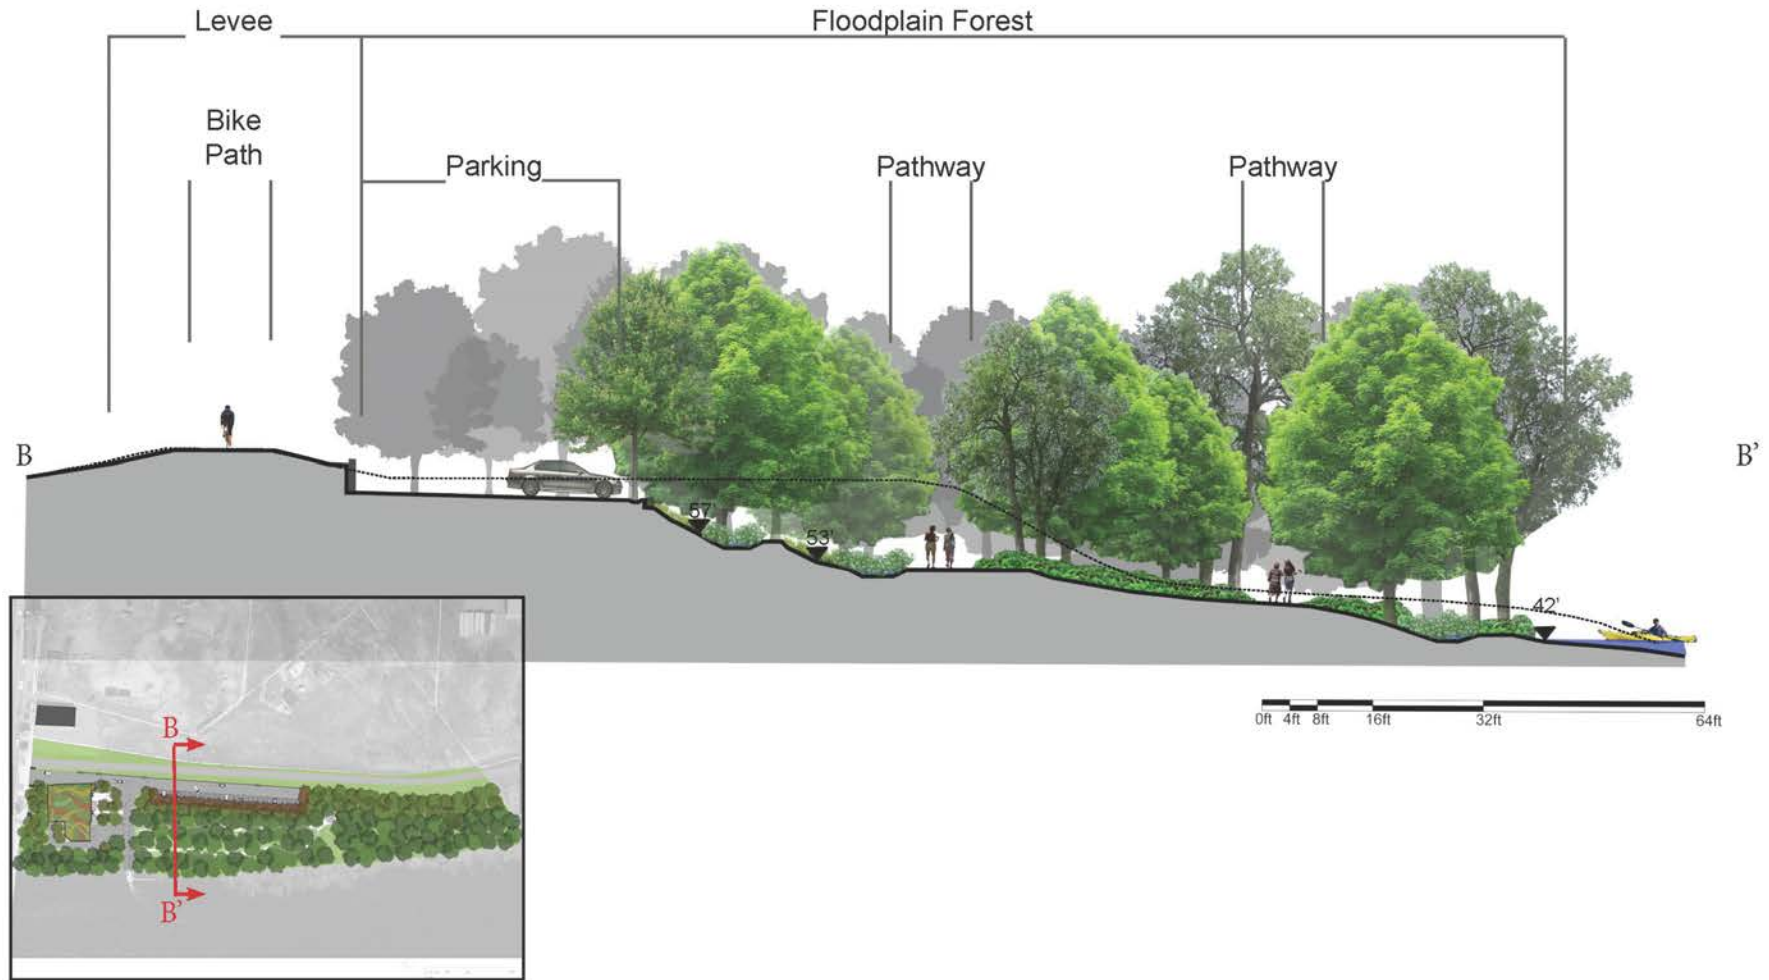 Levee
Floodplain Forest
Bike
Path
Parking
Pathway
Pathway
B
B’
57'
53'
42'
0ft 4ft 8ft 16ft 32ft 64ft
B
B’